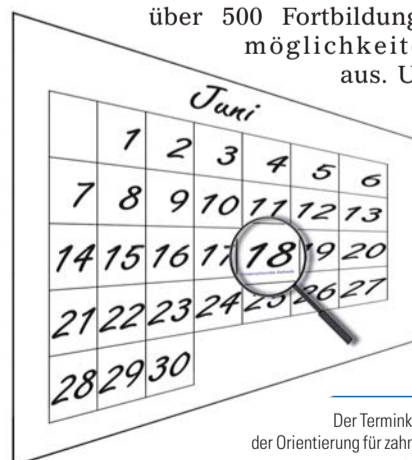 über 500 Fortbildung
möglichkeite
aus. U
Juni
1 2 3 4 5 6
7 8 9 10 11 12 13
14 15 16 17 18 19 20
21 22 23 24 25 26 27
28 29 30
Der Termink
der Orientierung für